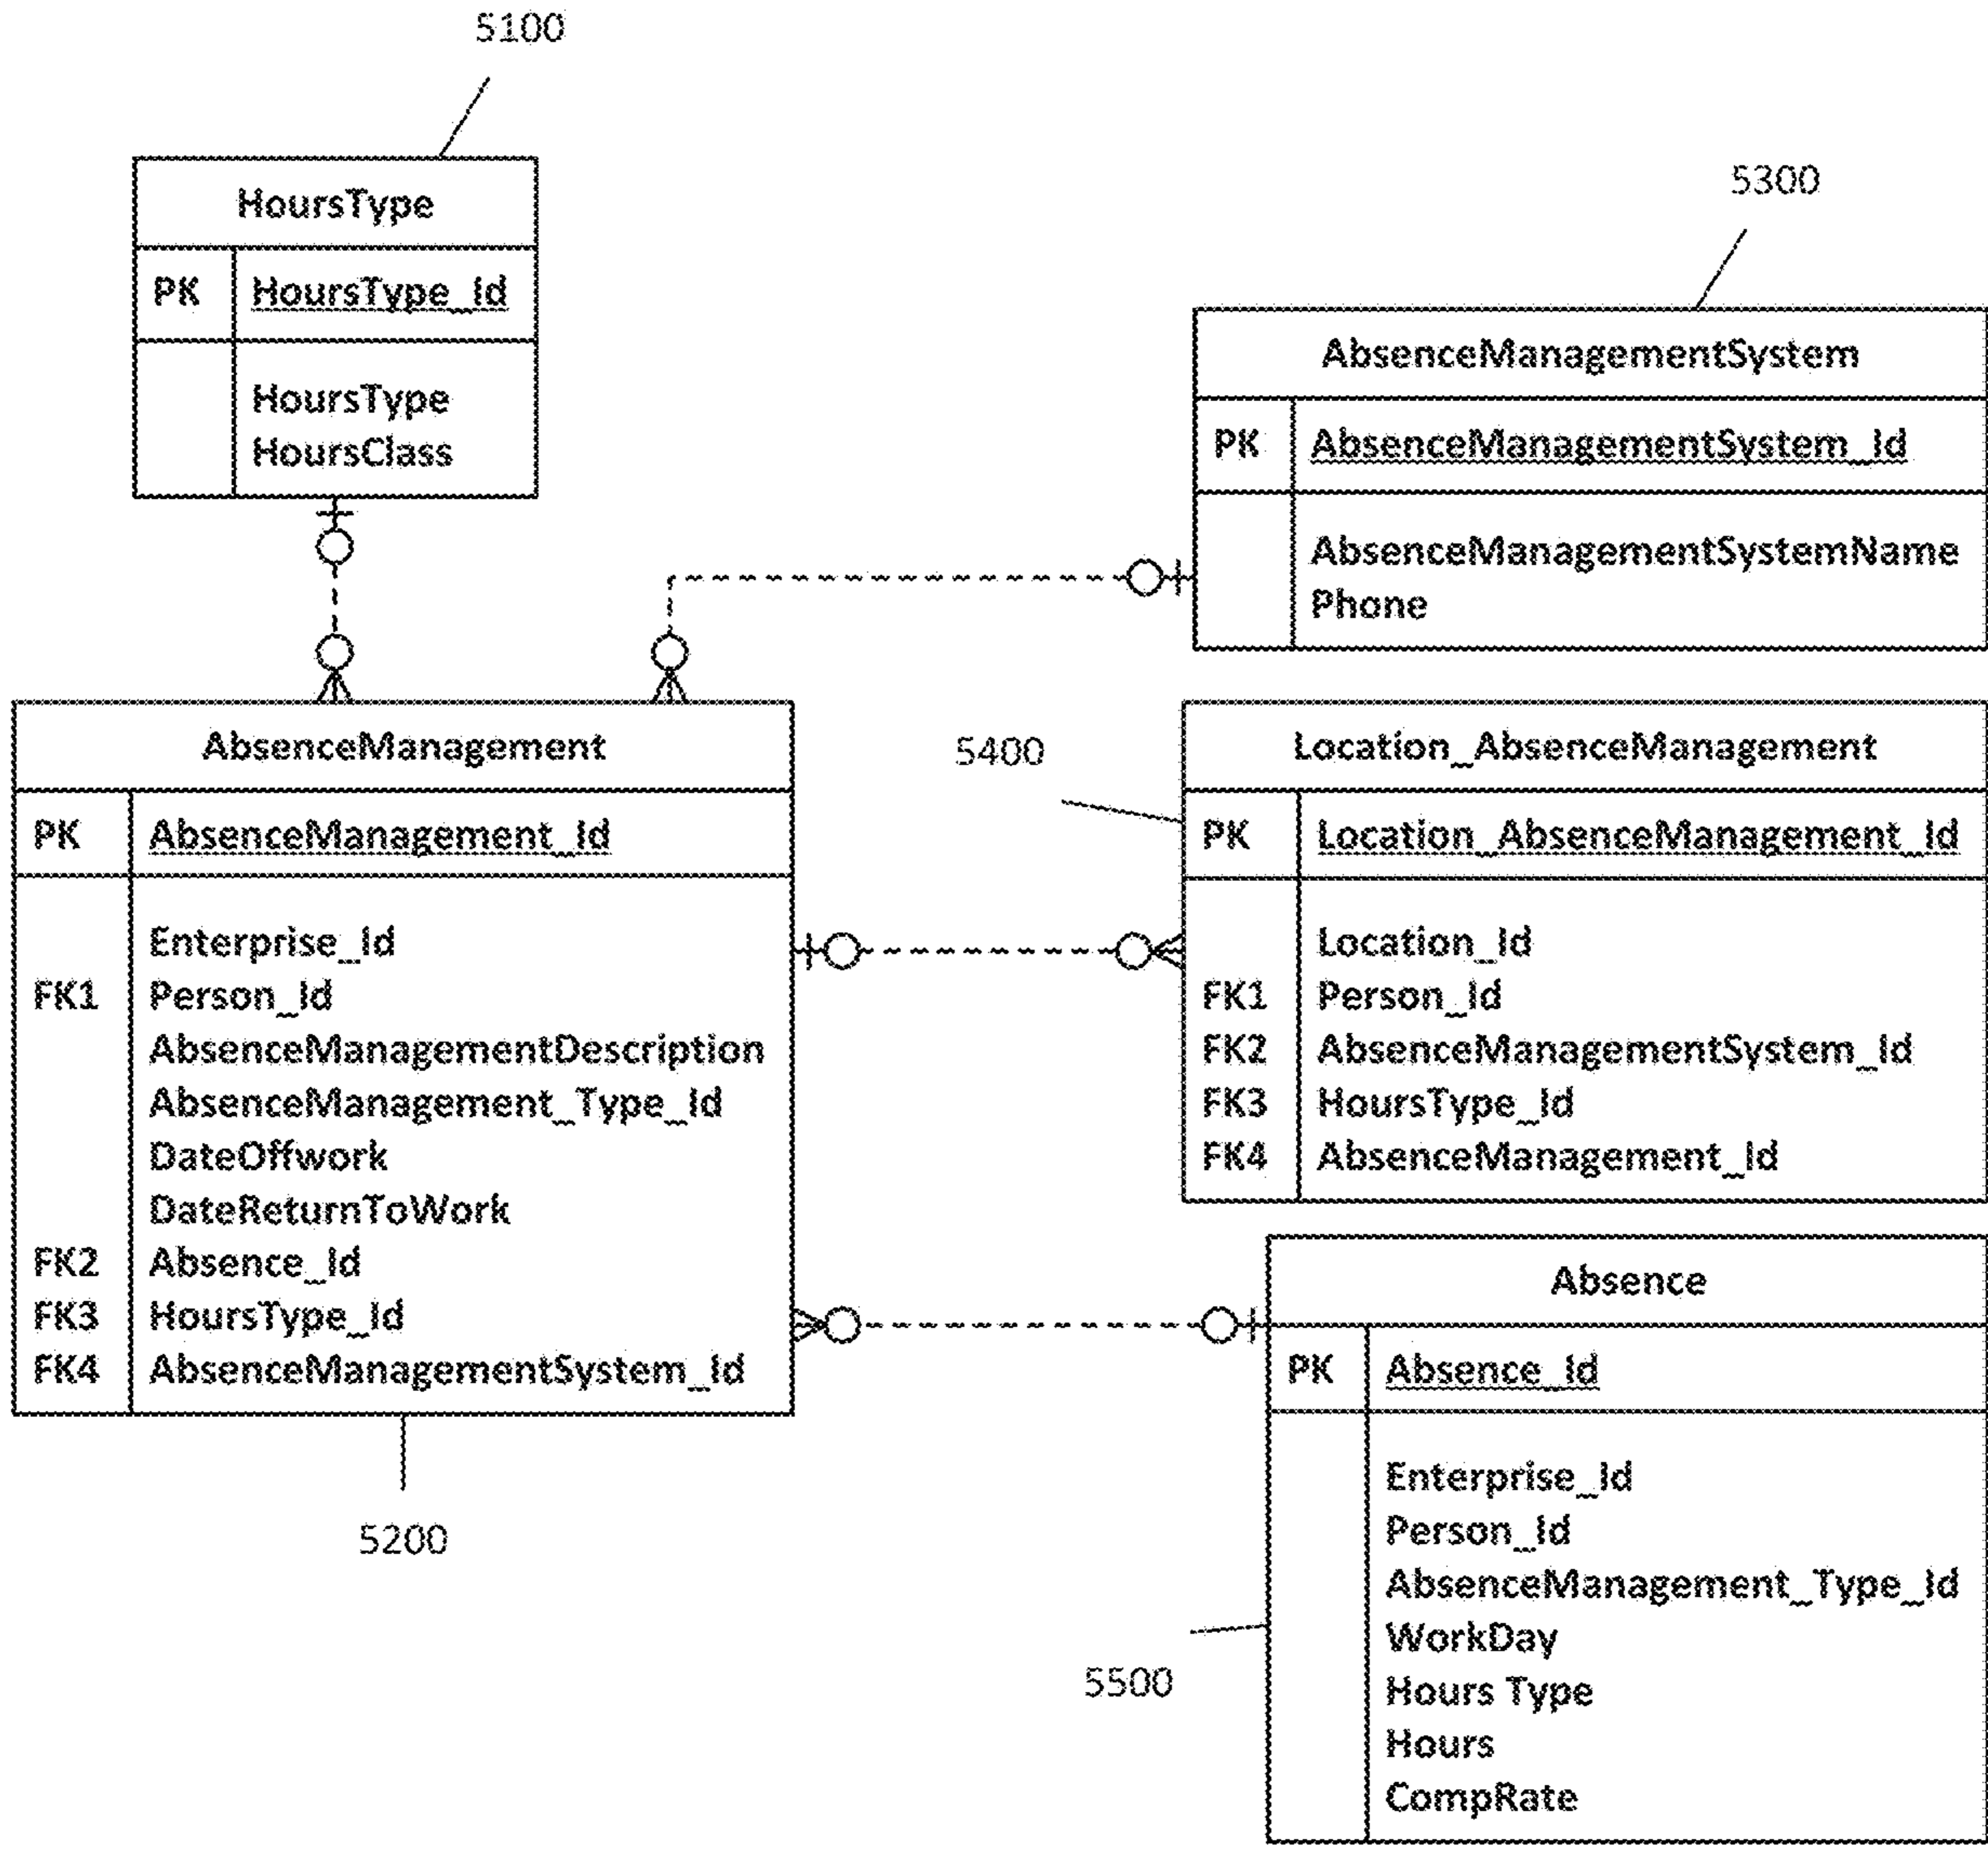 5100
HoursType
PK HoursType_Id
HoursType
HoursClass
5300
AbsenceManagementSystem
PK AbsenceManagementSystem_Id
AbsenceManagementSystemName
Phone
AbsenceManagement
PK AbsenceManagement_Id
Enterprise_Id
FK1 Person_Id
AbsenceManagementDescription
AbsenceManagement_Type_Id
DateOffwork
DateReturnToWork
FK2 Absence_Id
FK3 HoursType_Id
FK4 AbsenceManagementSystem_Id
5200
5400
Location_AbsenceManagement
PK Location_AbsenceManagement_Id
Location_Id
FK1 Person_Id
FK2 AbsenceManagementSystem_Id
FK3 HoursType_Id
FK4 AbsenceManagement_Id
Absence
PK Absence_Id
Enterprise_Id
Person_Id
AbsenceManagement_Type_Id
WorkDay
Hours Type
Hours
CompRate
5500